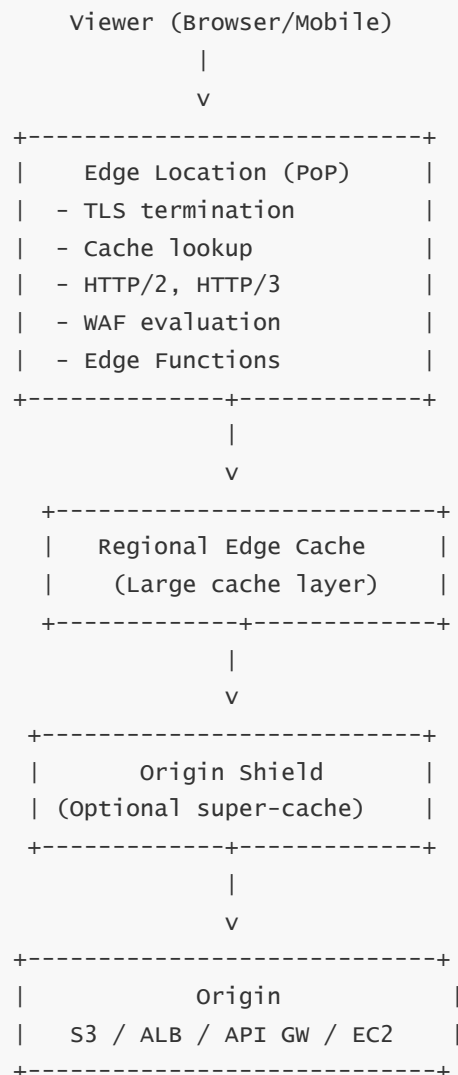 Viewer (Browser/Mobile)
|
v
+----------------------------+
|    Edge Location (PoP)     |
|  - TLS termination         |
|  - Cache lookup            |
|  - HTTP/2, HTTP/3          |
|  - WAF evaluation          |
|  - Edge Functions          |
+--------------+-------------+
|
v
+---------------------------+
|   Regional Edge Cache     |
|    (Large cache layer)    |
+-------------+-------------+
|
v
+---------------------------+
|       Origin Shield       |
| (Optional super-cache)    |
+-------------+-------------+
|
v
+-----------------------------+
|            Origin            |
|   S3 / ALB / API GW / EC2    |
+-----------------------------+